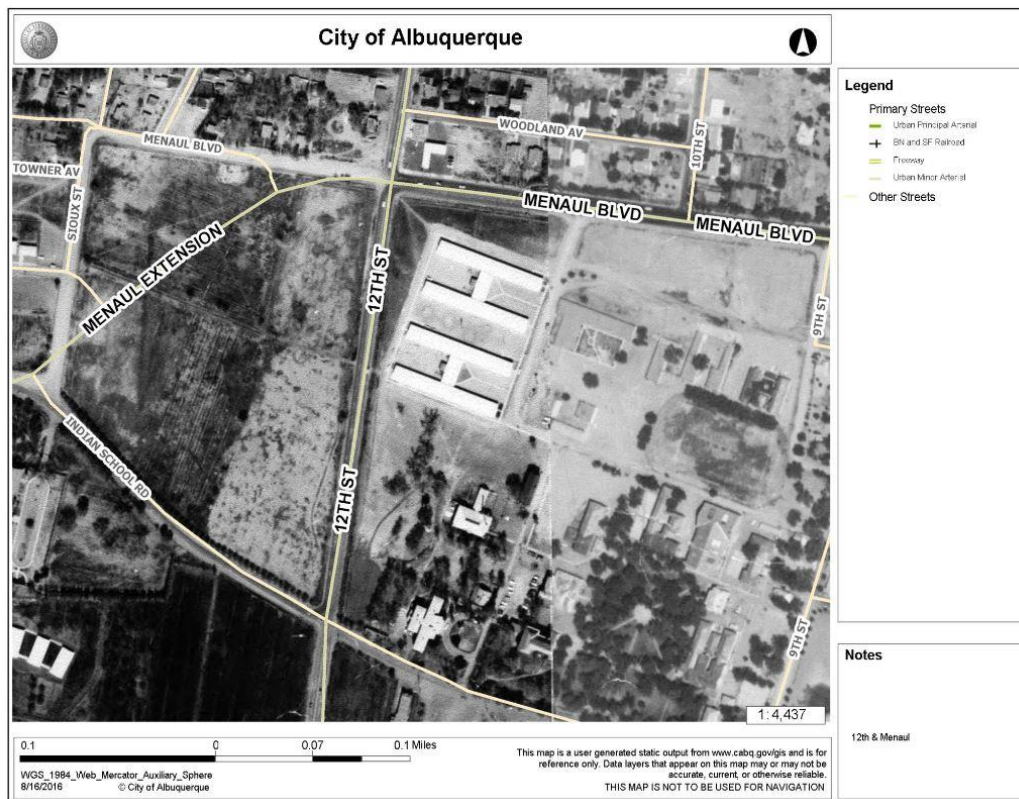 City of Albuquerque
WOODLAND AV
10TH ST
MENAUL BLVD
TOWNER AV
SIOUX ST
MENAUL BLVD
MENAUL BLVD
MENAUL EXTENSION
12TH ST
9TH ST
INDIAN SCHOOL RD
12TH ST
9TH ST
1: 4,437
Legend
Primary Streets
Urban Principal Arterial
BN and SF Railroad
Freeway
Urban Minor Arterial
Other Streets
Notes
12th & Menaul
0.1 0 0.07 0.1 Miles
WGS_1984_Web_Mercator_Auxiliary_Sphere
8/16/2016 © City of Albuquerque
This map is a user generated static output from www.cabq.gov/gis and is for
reference only. Data layers that appear on this map may or may not be
accurate, current, or otherwise reliable.
THIS MAP IS NOT TO BE USED FOR NAVIGATION